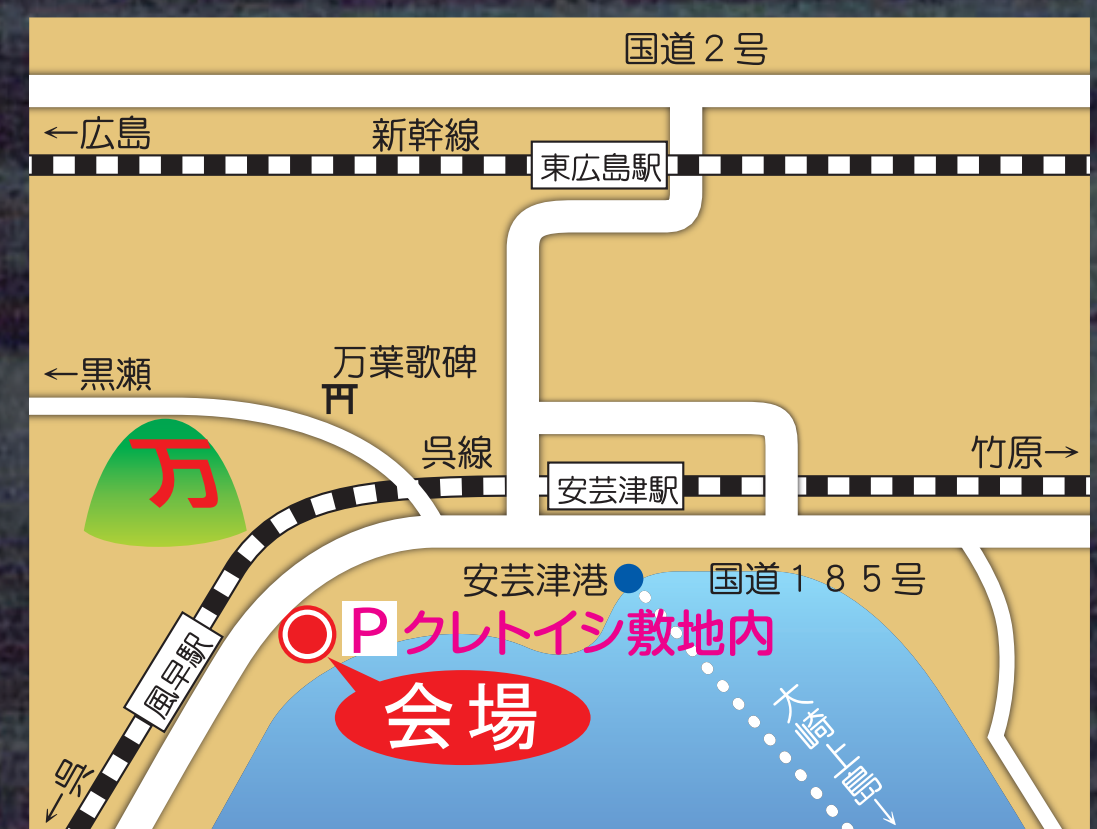 国道２号
←広島
新幹線
東広島駅
万葉歌碑
←黒瀬
万
呉線
竹原→
安芸津駅
安芸津港
国道１８５号
P クレトイシ敷地内
会場
風早駅
大崎上島→
←呉